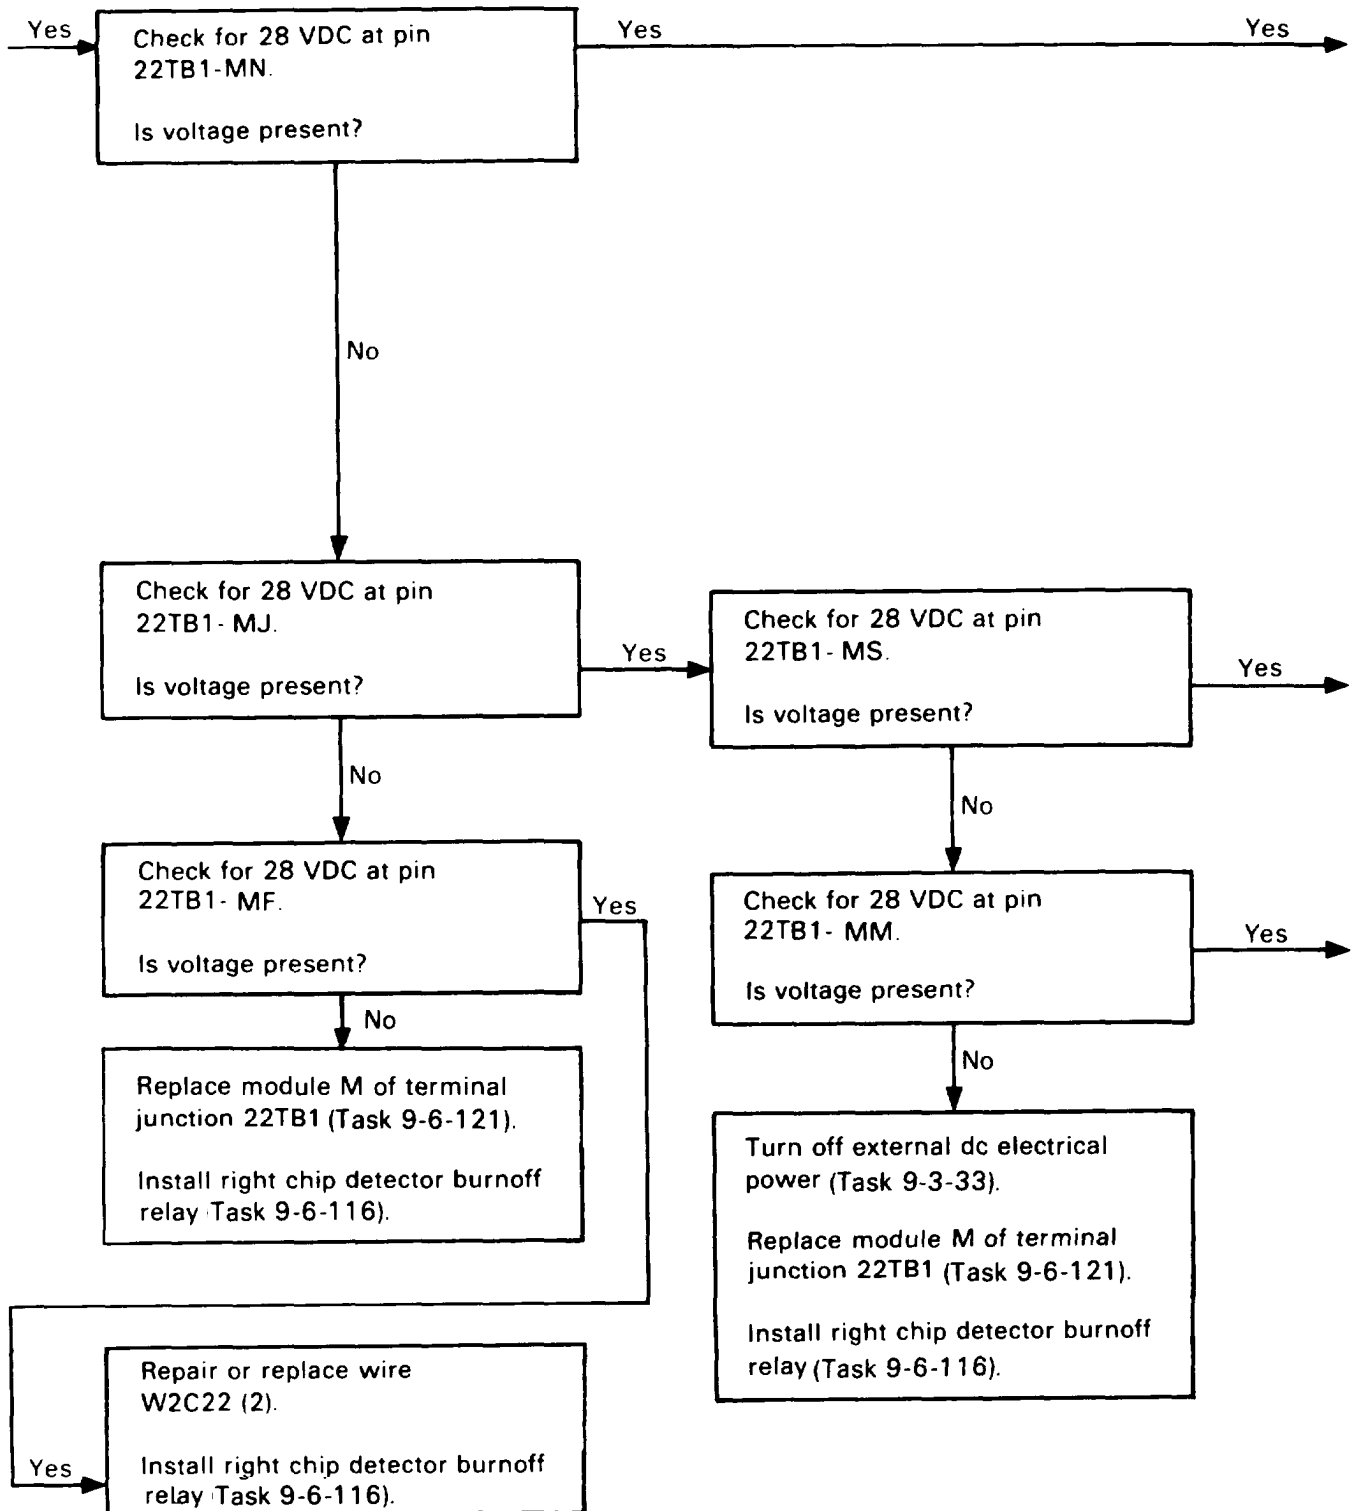 Yes
Check for 28 VDC at pin
22TB1-MN.
Is voltage present?
Yes
Yes
No
Check for 28 VDC at pin
22TB1- MJ.
Is voltage present?
Yes
Check for 28 VDC at pin
22TB1- MS.
Is voltage present?
Yes
No
No
Check for 28 VDC at pin
22TB1- MF.
Is voltage present?
Yes
Check for 28 VDC at pin
22TB1- MM.
Is voltage present?
Yes
No
No
Replace module M of terminal
junction 22TB1 (Task 9-6-121).
Install right chip detector burnoff
relay (Task 9-6-116).
Turn off external dc electrical
power (Task 9-3-33).
Replace module M of terminal
junction 22TB1 (Task 9-6-121).
Install right chip detector burnoff
relay (Task 9-6-116).
Yes
Repair or replace wire
W2C22 (2).
Install right chip detector burnoff
relay (Task 9-6-116).